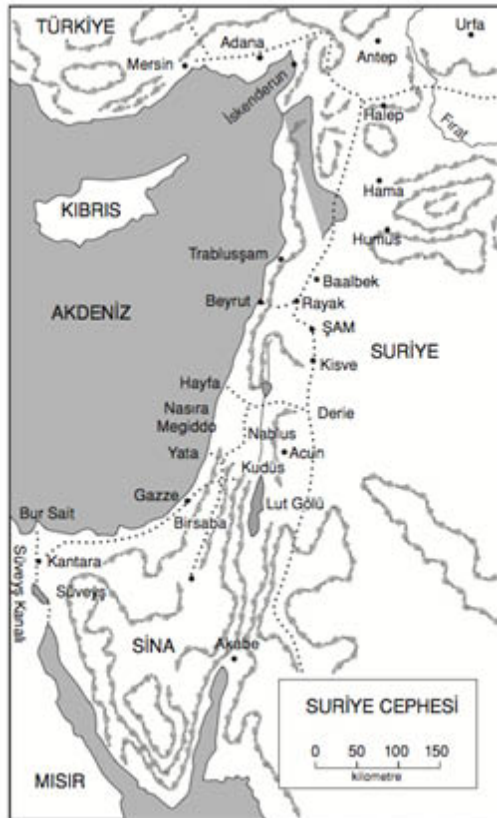 TÜRKİYE
Adana
Urfa
Mersin
Antep
İskenderun
Halep
Fırat
KIBRIS
Hama
Humus
Trablusşam
Baalbek
AKDENİZ
Beyrut
Rayak
ŞAM
SURİYE
Kisve
Hayfa
Derie
Nasıra
Megiddo
Nablus
Yata
Acun
Kudüs
Gazze
Lut Gölü
Bur Sait
Birsaba
Kantara
Süveyş
Süveyş Kanalı
SİNA
Akabe
SURİYE CEPHESİ
0 50 100 150
kilometre
MISIR